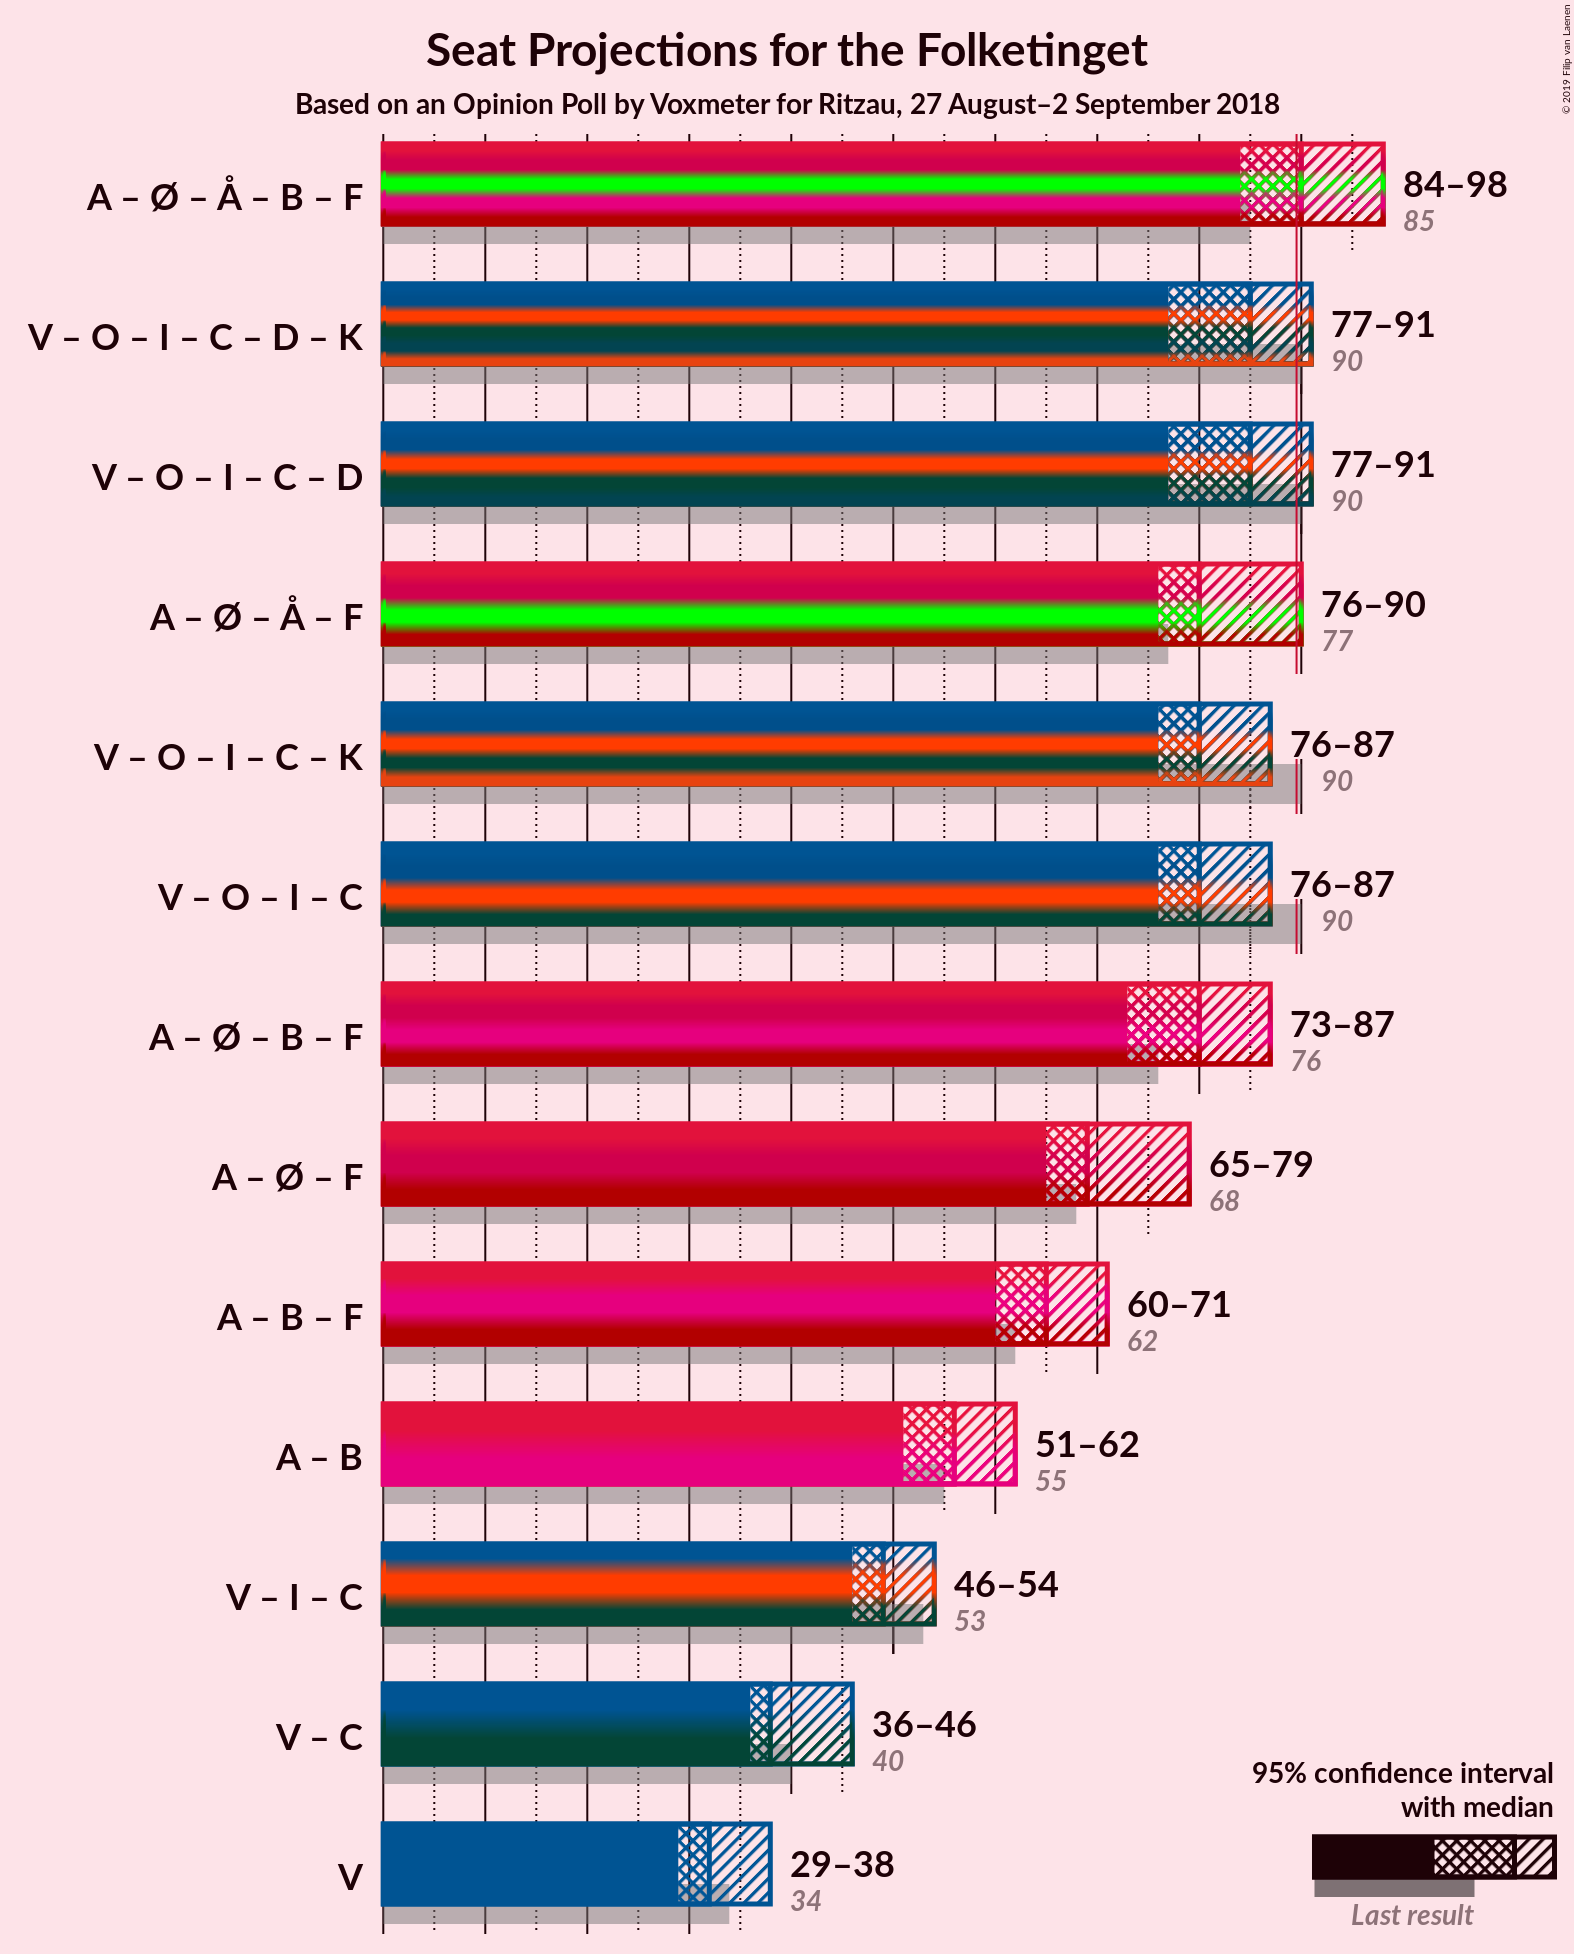 Seat Projections for the Folketinget
Based on an Opinion Poll by Voxmeter for Ritzau, 27 August–2 September 2018
© 2019 Filip van Laenen
A – Ø – Å – B – F
84–98
85
V – O – I – C – D – K
77–91
90
V – O – I – C – D
77–91
90
A – Ø – Å – F
76–90
77
V – O – I – C – K
76–87
90
V – O – I – C
76–87
90
A – Ø – B – F
73–87
76
A – Ø – F
65–79
68
A – B – F
60–71
62
A – B
51–62
55
V – I – C
46–54
53
V – C
36–46
40
V
29–38
34
95% confidence interval
with median
Last result